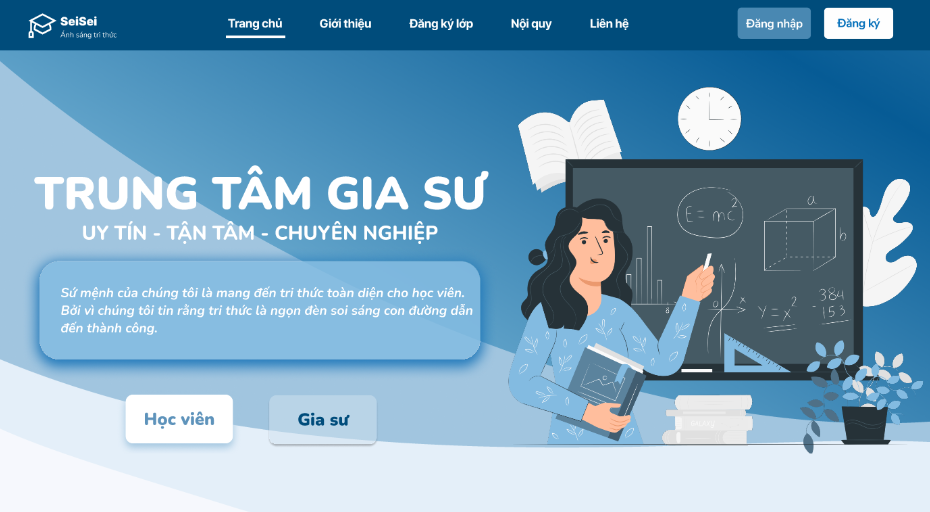 SeiSei
Ánh sáng tri thức
Trang chủ
Giới thiệu
Đăng ký lớp
Nội quy
Liên hệ
Đăng nhập
Đăng ký
TRUNG TÂM GIA SƯ
UY TÍN - TẬN TÂM - CHUYÊN NGHIỆP
Sứ mệnh của chúng tôi là mang đến tri thức toàn diện cho học viên.
Bởi vì chúng tôi tin rằng tri thức là ngọn đèn soi sáng con đường dẫn
đến thành công.
Học viên
Gia sư
E = mc²
a
b
x
0
Y = x²
384
- 153